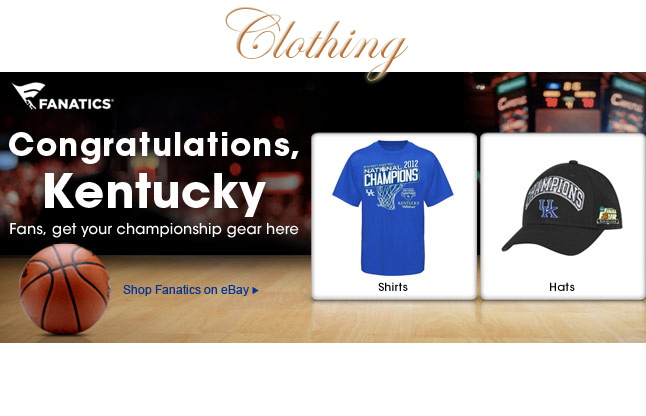 Clothing
FANATICS
Congratulations,
Kentucky
Fans, get your championship gear here
Shop Fanatics on eBay
2012
NATIONAL
CHAMPIONS
UK
KENTUCKY
Shirts
CHAMPIONS
UK
Hats